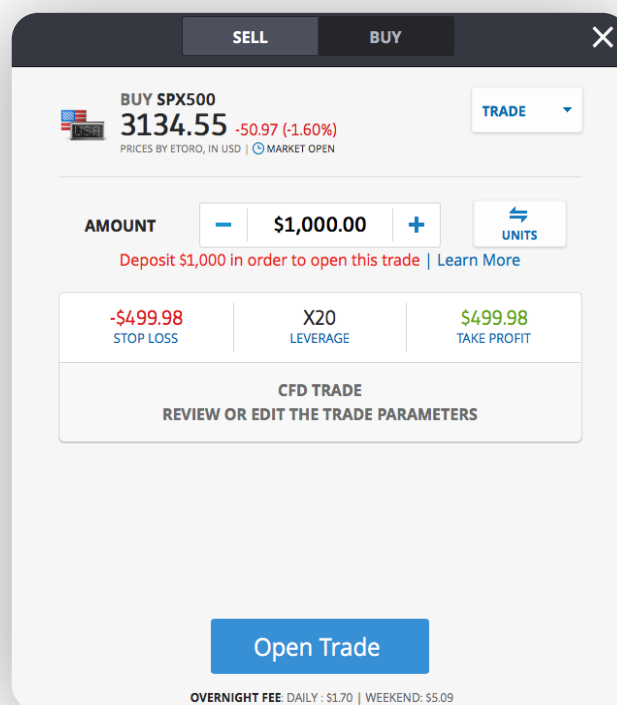 SELL BUY
BUY SPX500
3134.55 -50.97 (-1.60%)
PRICES BY ETORO, IN USD | MARKET OPEN
TRADE
USA
AMOUNT − $1,000.00 +
UNITS
Deposit $1,000 in order to open this trade | Learn More
-$499.98 X20 $499.98
STOP LOSS LEVERAGE TAKE PROFIT
CFD TRADE
REVIEW OR EDIT THE TRADE PARAMETERS
Open Trade
OVERNIGHT FEE: DAILY : $1.70 | WEEKEND: $5.09